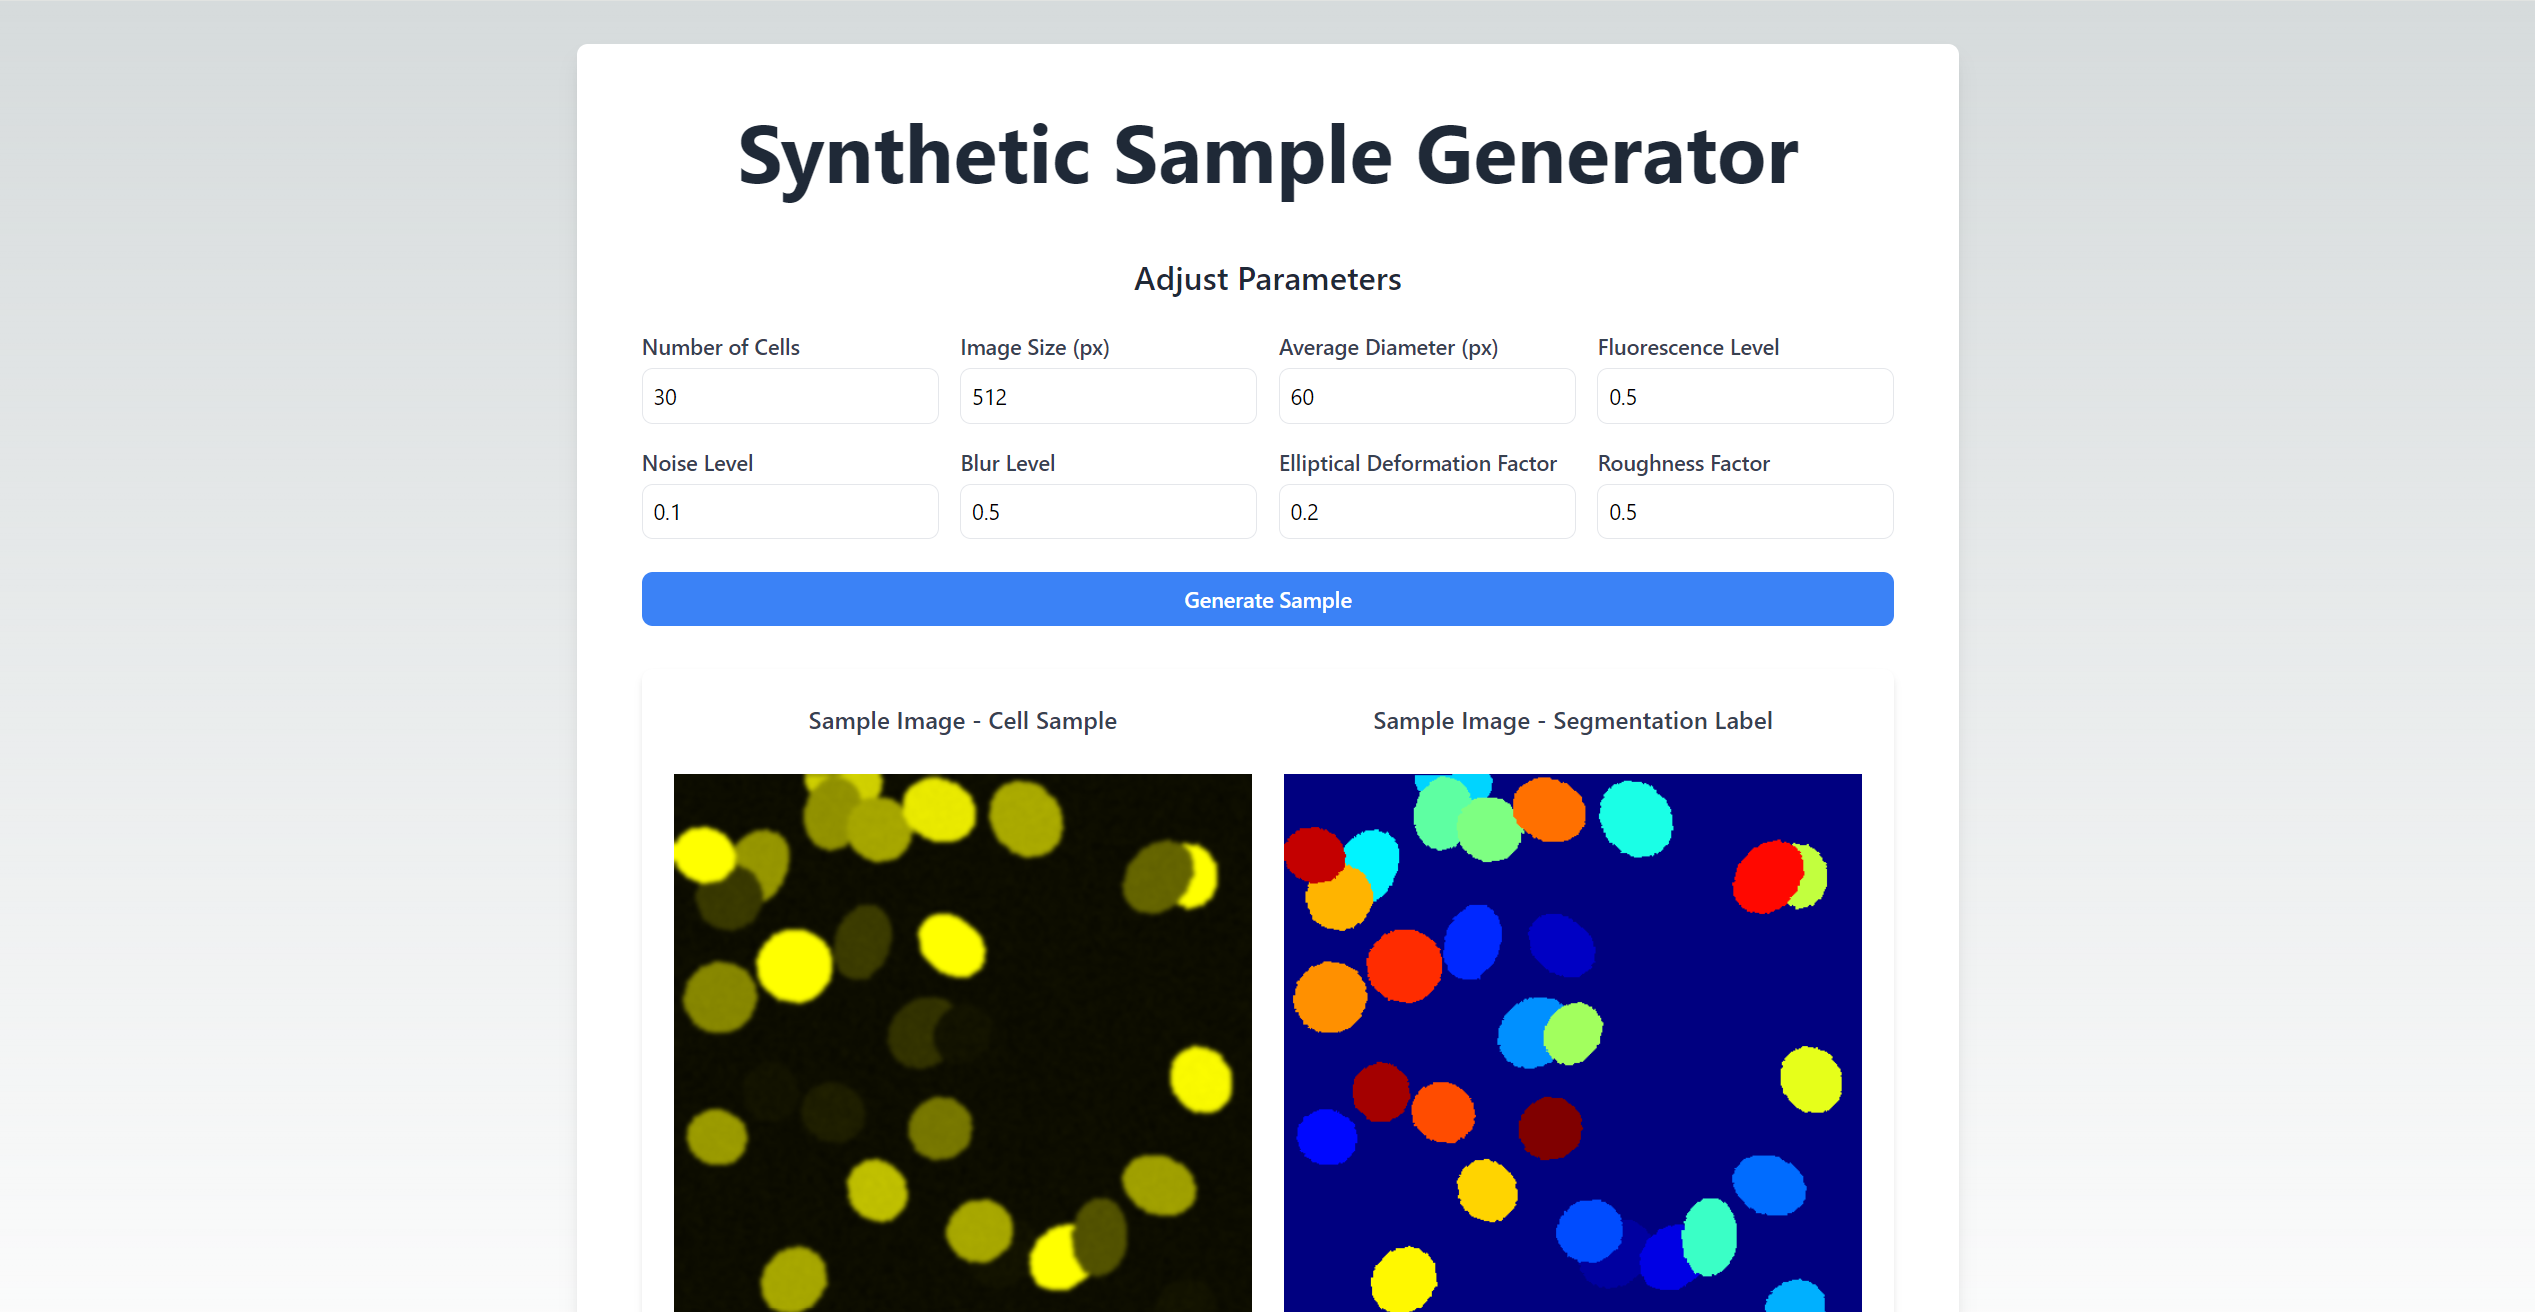 Synthetic Sample Generator
Adjust Parameters
Number of Cells
30
Image Size (px)
512
Average Diameter (px)
60
Fluorescence Level
0.5
Noise Level
0.1
Blur Level
0.5
Elliptical Deformation Factor
0.2
Roughness Factor
0.5
Generate Sample
Sample Image - Cell Sample
Sample Image - Segmentation Label